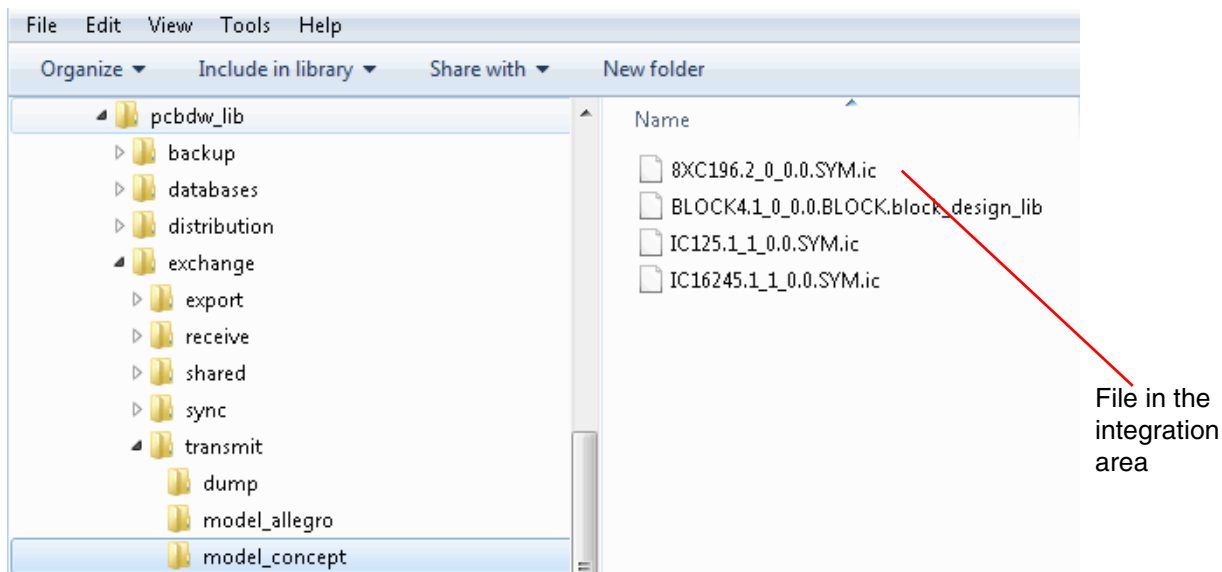 File Edit View Tools Help
Organize Include in library Share with New folder
pcbdw_lib
backup
databases
distribution
exchange
export
receive
shared
sync
transmit
dump
model_allegro
model_concept
Name
8XC196.2_0_0.0.SYM.ic
BLOCK4.1_0_0.0.BLOCK.block_design_lib
IC125.1_1_0.0.SYM.ic
IC16245.1_1_0.0.SYM.ic
File in the
integration
area